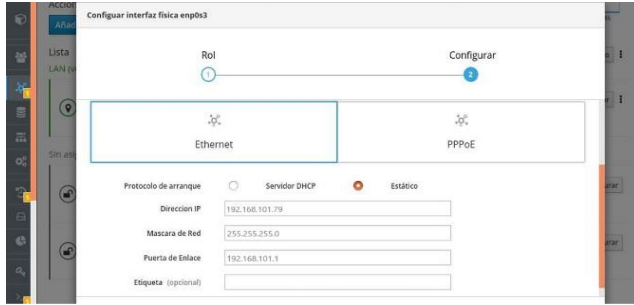 Configuar interfaz física enp0s3
Lista
Rol
Configurar
1
2
Ethernet
PPPoE
Protocolo de arranque
Servidor DHCP
Estático
Direccion IP
192.168.101.79
Mascara de Red
255.255.255.0
Puerta de Enlace
192.168.101.1
Etiqueta (opcional)